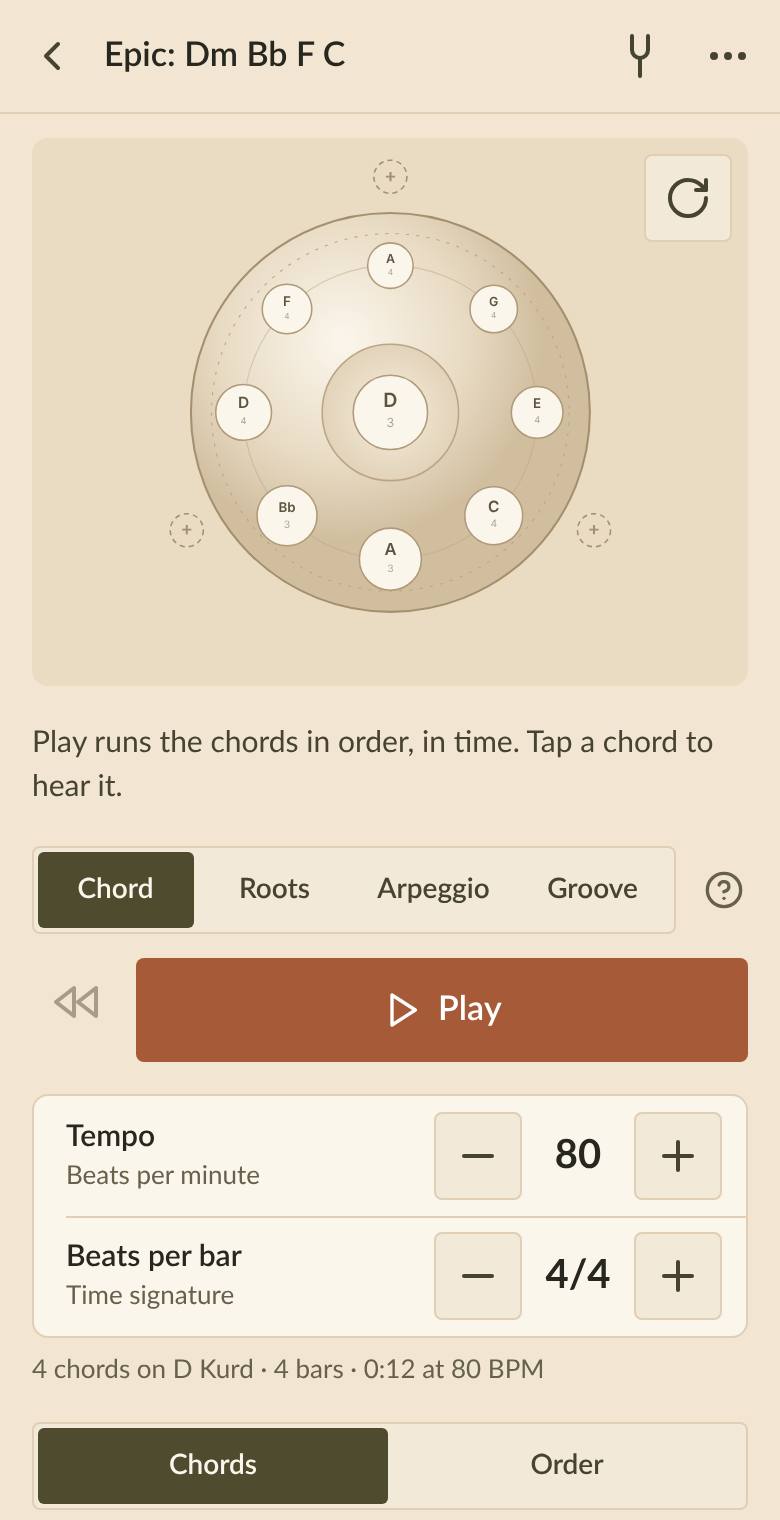 Epic: Dm Bb F C
+
A
4
F
4
G
4
D
4
D
3
E
4
Bb
3
C
4
+
+
A
3
Play runs the chords in order, in time. Tap a chord to
hear it.
Chord Roots Arpeggio Groove ?
Play
Tempo
Beats per minute
− 80 +
Beats per bar
Time signature
− 4/4 +
4 chords on D Kurd · 4 bars · 0:12 at 80 BPM
Chords Order